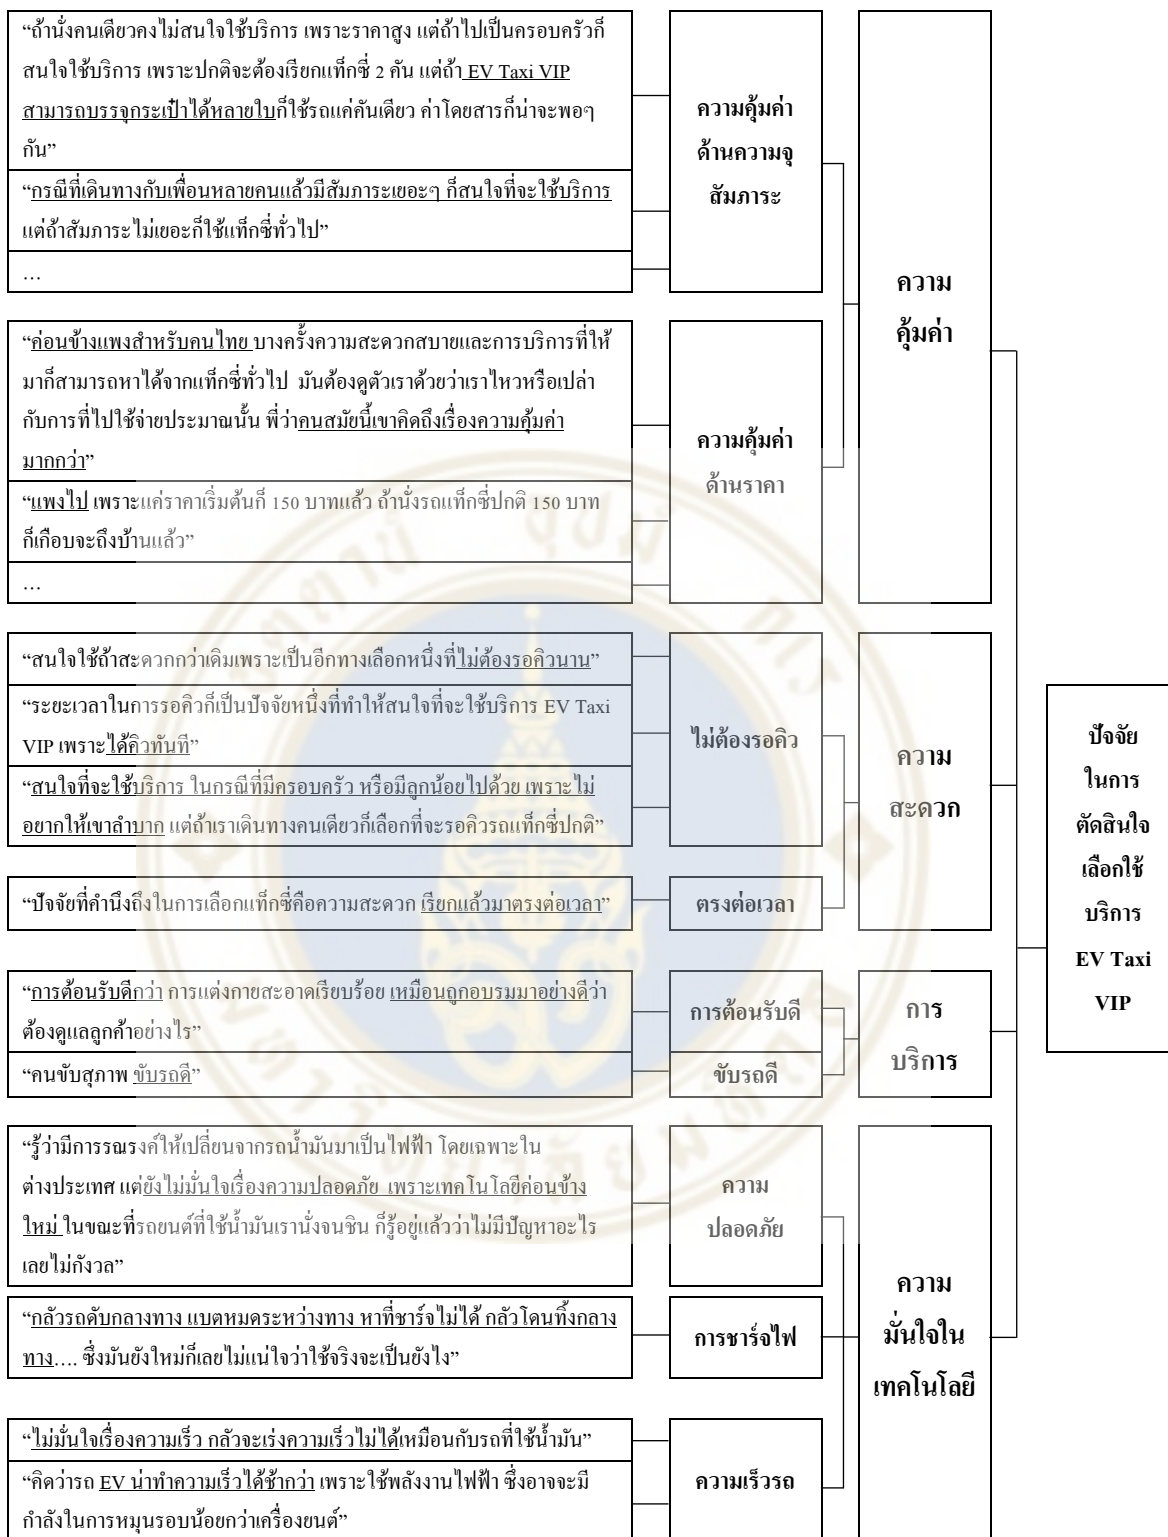 “ถ้านั่งคนเดียวคงไม่สนใจใช้บริการ เพราะราคาสูง แต่ถ้าไปเป็นครอบครัวก็
สนใจใช้บริการ เพราะปกติจะต้องเรียกแท็กซี่ 2 คัน แต่ถ้า EV Taxi VIP
สามารถบรรจุกระเป๋าได้หลายใบก็ใช้รถแค่คันเดียว ค่าโดยสารก็น่าจะพอๆ
กัน”
“กรณีที่เดินทางกับเพื่อนหลายคนแล้วมีสัมภาระเยอะๆ ก็สนใจที่จะใช้บริการ
แต่ถ้าสัมภาระไม่เยอะก็ใช้แท็กซี่ทั่วไป”
…
ความคุ้มค่า
ด้านความจุ
สัมภาระ
“ค่อนข้างแพงสำหรับคนไทย บางครั้งความสะดวกสบายและการบริการที่ให้
มาก็สามารถหาได้จากแท็กซี่ทั่วไป มันต้องดูตัวเราด้วยว่าเราไหวหรือเปล่า
กับการที่ไปใช้จ่ายประมาณนั้น พี่ว่าคนสมัยนี้เขาคิดถึงเรื่องความคุ้มค่า
มากกว่า”
“แพงไป เพราะแค่ราคาเริ่มต้นก็ 150 บาทแล้ว ถ้านั่งรถแท็กซี่ปกติ 150 บาท
ก็เกือบจะถึงบ้านแล้ว”
…
ความคุ้มค่า
ด้านราคา
ความ
คุ้มค่า
“สนใจใช้ถ้าสะดวกกว่าเดิมเพราะเป็นอีกทางเลือกหนึ่งที่ไม่ต้องรอคิวนาน”
“ระยะเวลาในการรอคิวก็เป็นปัจจัยหนึ่งที่ทำให้สนใจที่จะใช้บริการ EV Taxi
VIP เพราะได้คิวทันที”
“สนใจที่จะใช้บริการ ในกรณีที่มีครอบครัว หรือมีลูกน้อยไปด้วย เพราะไม่
อยากให้เขาลำบาก แต่ถ้าเราเดินทางคนเดียวก็เลือกที่จะรอคิวรถแท็กซี่ปกติ”
ไม่ต้องรอคิว
“ปัจจัยที่คำนึงถึงในการเลือกแท็กซี่คือความสะดวก เรียกแล้วมาตรงต่อเวลา”
ตรงต่อเวลา
ความ
สะดวก
“การต้อนรับดีกว่า การแต่งกายสะอาดเรียบร้อย เหมือนถูกอบรมมาอย่างดีว่า
ต้องดูแลลูกค้าอย่างไร”
การต้อนรับดี
“คนขับสุภาพ ขับรถดี”
ขับรถดี
การ
บริการ
“รู้ว่ามีการรณรงค์ให้เปลี่ยนจากรถน้ำมันมาเป็นไฟฟ้า โดยเฉพาะใน
ต่างประเทศ แต่ยังไม่มั่นใจเรื่องความปลอดภัย เพราะเทคโนโลยีค่อนข้าง
ใหม่ ในขณะที่รถยนต์ที่ใช้น้ำมันเรานั่งจนชิน ก็รู้อยู่แล้วว่าไม่มีปัญหาอะไร
เลยไม่กังวล”
ความ
ปลอดภัย
“กลัวรถดับกลางทาง แบตหมดระหว่างทาง หาที่ชาร์จไม่ได้ กลัวโดนทิ้งกลาง
ทาง…. ซึ่งมันยังใหม่ก็เลยไม่แน่ใจว่าใช้จริงจะเป็นยังไง”
การชาร์จไฟ
“ไม่มั่นใจเรื่องความเร็ว กลัวจะเร่งความเร็วไม่ได้เหมือนกับรถที่ใช้น้ำมัน”
“คิดว่ารถ EV น่าทำความเร็วได้ช้ากว่า เพราะใช้พลังงานไฟฟ้า ซึ่งอาจจะมี
กำลังในการหมุนรอบน้อยกว่าเครื่องยนต์”
ความเร็วรถ
ความ
มั่นใจใน
เทคโนโลยี
ปัจจัย
ในการ
ตัดสินใจ
เลือกใช้
บริการ
EV Taxi
VIP